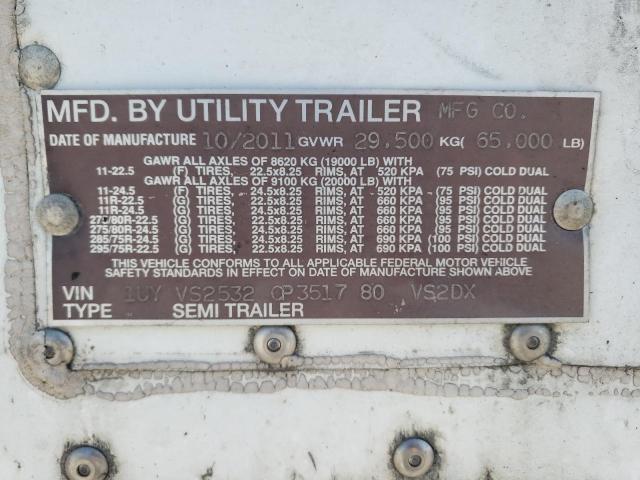 MFD. BY UTILITY TRAILER MFG CO.
DATE OF MANUFACTURE 10/2011 GVWR 29,500 KG( 65,000 LB)
GAWR ALL AXLES OF 8620 KG (19000 LB) WITH
11-22.5 (F) TIRES, 22.5x8.25 RIMS, AT 520 KPA (75 PSI) COLD DUAL
GAWR ALL AXLES OF 9100 KG (20000 LB) WITH
11-24.5 (F) TIRES, 24.5x8.25 RIMS, AT 520 KPA (75 PSI) COLD DUAL
11R-22.5 (G) TIRES, 22.5x8.25 RIMS, AT 660 KPA (95 PSI) COLD DUAL
11R-24.5 (G) TIRES, 24.5x8.25 RIMS, AT 660 KPA (95 PSI) COLD DUAL
275/80R-22.5 (G) TIRES, 22.5x8.25 RIMS, AT 660 KPA (95 PSI) COLD DUAL
275/80R-24.5 (G) TIRES, 24.5x8.25 RIMS, AT 660 KPA (95 PSI) COLD DUAL
285/75R-24.5 (G) TIRES, 24.5x8.25 RIMS, AT 690 KPA (100 PSI) COLD DUAL
295/75R-22.5 (G) TIRES, 22.5x8.25 RIMS, AT 690 KPA (100 PSI) COLD DUAL
THIS VEHICLE CONFORMS TO ALL APPLICABLE FEDERAL MOTOR VEHICLE
SAFETY STANDARDS IN EFFECT ON DATE OF MANUFACTURE SHOWN ABOVE
VIN 1UY VS2532 CP3517 80 VS2DX
TYPE SEMI TRAILER